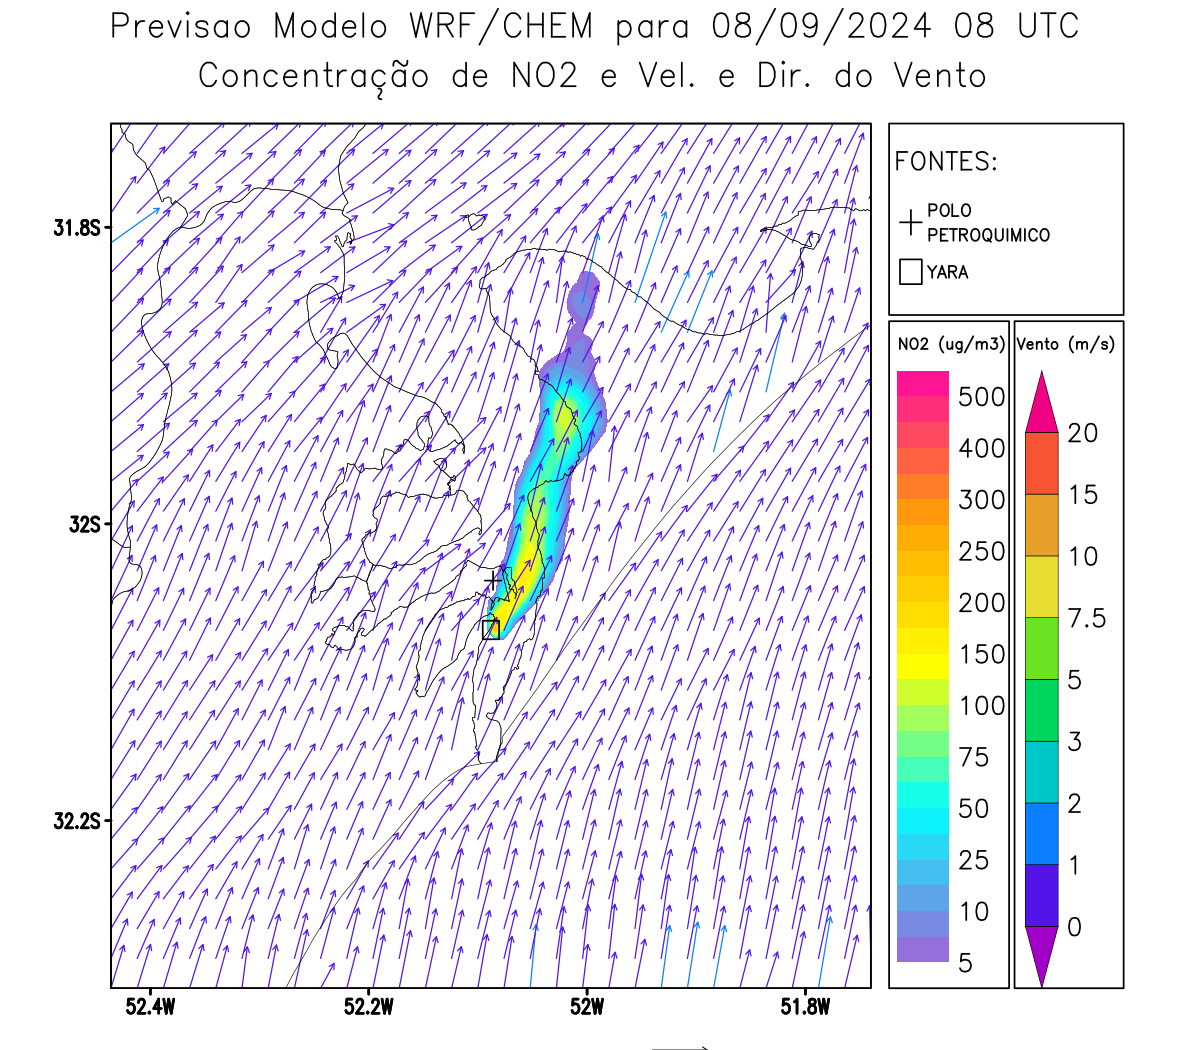 Previsao Modelo WRF/CHEM para 08/09/2024 08 UTC
Concentração de NO2 e Vel. e Dir. do Vento
FONTES:
POLO
PETROQUIMICO
YARA
31.8S
32S
32.2S
52.4W
52.2W
52W
51.8W
NO2 (ug/m3)
500
400
300
250
200
150
100
75
50
25
10
5
Vento (m/s)
20
15
10
7.5
5
3
2
1
0